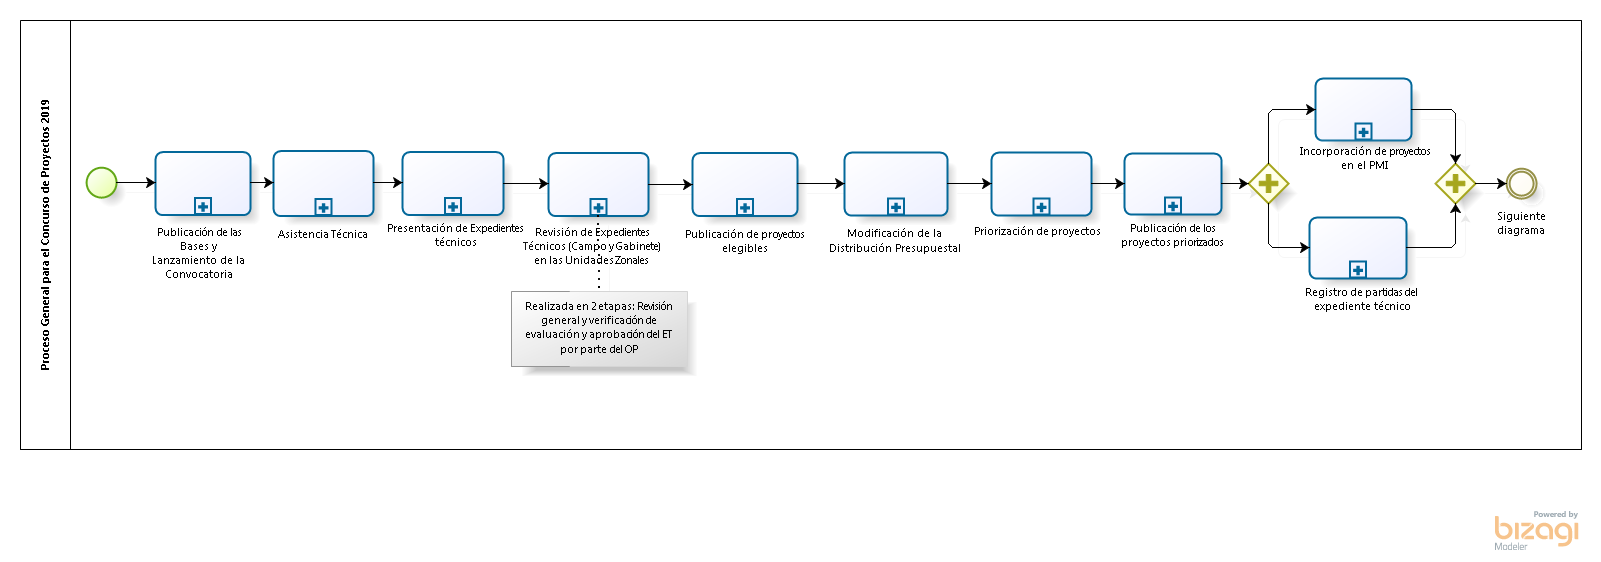 Proceso General para el Concurso de Proyectos 2019
Publicación de las
Bases y
Lanzamiento de la
Convocatoria
Asistencia Técnica
Presentación de Expedientes
técnicos
Revisión de Expedientes
Técnicos (Campo y Gabinete)
en las Unidades Zonales
Realizada en 2 etapas: Revisión
general y verificación de
evaluación y aprobación del ET
por parte del OP
Publicación de proyectos
elegibles
Modificación de la
Distribución Presupuestal
Priorización de proyectos
Publicación de los
proyectos priorizados
Incorporación de proyectos
en el PMI
Registro de partidas del
expediente técnico
Siguiente
diagrama
Powered by
bizagi
Modeler